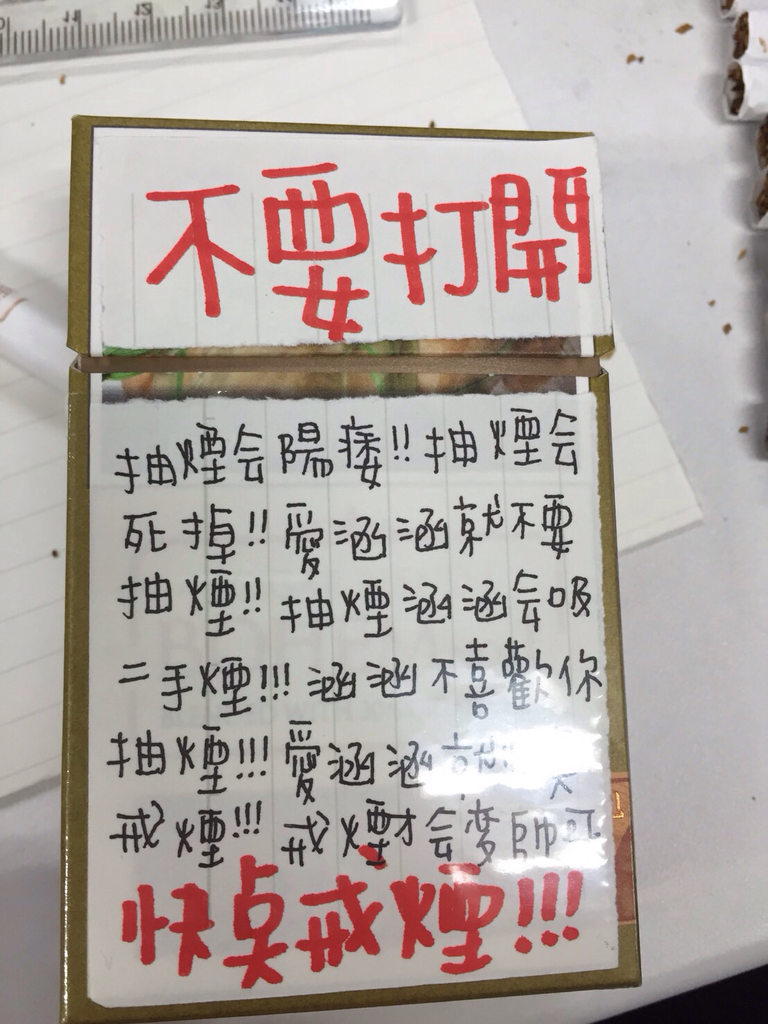 不要打開
抽煙会陽痿!!抽煙会
死掉!!愛涵涵就不要
抽煙!!抽煙涵涵会吸
二手煙!!!涵涵不喜歡你
抽煙!!!愛涵涵就
戒煙!!!戒煙才会变帥
快点戒煙!!!